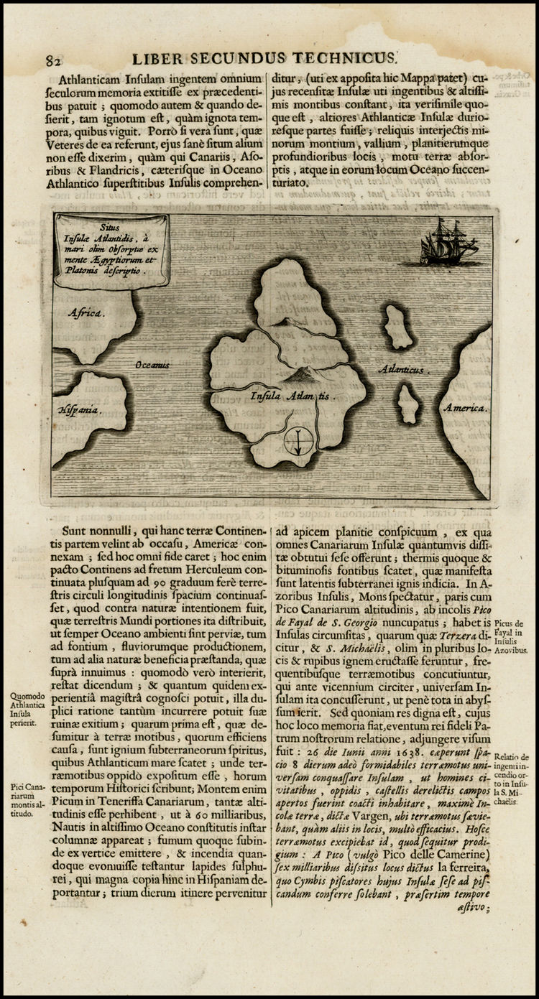 82 LIBER SECUNDUS TECHNICUS.
Athlanticam Inſulam ingentem omnium
ſeculorum memoria extitiſſe ex præcedenti-
bus patuit ; quomodo autem & quando de-
ſierit , tam ignotum eſt , quàm ignota tem-
pora, quibus viguit. Porrò ſi vera ſunt , quæ
Veteres de ea referunt, ejus ſanè ſitum alium
non eſſe dixerim , quàm qui Canariis , Aſo-
ribus & Flandricis , cæteriſque in Oceano
Athlantico ſuperſtitibus Inſulis comprehen-
ditur , (uti ex appoſita hic Mappa patet) cu-
jus recenſitæ Inſulæ uti ingentibus & altiſſi-
mis montibus conſtant , ita veriſimile quo-
que eſt , altiores Athlanticæ Inſulæ durio-
reſque partes fuiſſe ; reliquis interjectis mi-
norum montium , vallium , planitierumque
profundioribus locis , motu terræ abſor-
ptis , atque in eorum locum Oceano ſuccen-
turiato.
Situs
Inſulæ Atlantidis, à
mari olim obſorptæ ex
mente Ægyptiorum et
Platonis deſcriptio .
Africa.
Oceanus
Atlanticus .
Inſula Atlantis .
Hiſpania.
America.
Sunt nonnulli , qui hanc terræ Continen-
tis partem velint ab occaſu, Americæ con-
nexam ; ſed hoc omni fide caret ; hoc enim
pacto Continens ad fretum Herculeum con-
tinuata pluſquam ad 90 graduum ferè terre-
ſtris circuli longitudinis ſpacium continuaſ-
ſet , quod contra naturæ intentionem fuit,
quæ terreſtris Mundi portiones ita diſtribuit,
ut ſemper Oceano ambienti ſint perviæ, tum
ad fontium , fluviorumque productionem,
tum ad alia naturæ beneficia præſtanda, quæ
ſuprà innuimus : quomodò verò interierit,
reſtat dicendum ; & quantum quidem ex-
perientiâ magiſtrâ cognoſci potuit, illa du-
plici ratione tantùm incurrere potuit ſuæ
ruinæ exitium ; quarum prima eſt , quæ de-
ſumitur à terræ motibus , quorum efficiens
cauſa , ſunt ignium ſubterraneorum ſpiritus,
quibus Athlanticum mare ſcatet ; unde ter-
ræmotibus oppidò expoſitum eſſe , horum
temporum Hiſtorici ſcribunt; Montem enim
Picum in Teneriffa Canariarum , tantæ alti-
tudinis eſſe perhibent , ut à 60 milliaribus,
Nautis in altiſſimo Oceano conſtitutis inſtar
columnæ appareat ; fumum quoque ſubin-
de ex vertice emittere , & incendia quan-
doque evomuiſſe teſtantur lapides ſulphu-
rei , qui magna copia hinc in Hiſpaniam de-
portantur ; trium dierum itinere pervenitur
Quomodo
Athlantica
Inſula
perierit.
Pici Cana-
riarum
montis al-
titudo.
ad apicem planitie conſpicuum , ex qua
omnes Canariarum Inſulæ quantumvis diſſi-
tæ obtutui ſeſe offerunt ; thermis quoque &
bituminoſis fontibus ſcatet , quæ manifeſta
ſunt latentis ſubterranei ignis indicia. In A-
zoribus Inſulis , Mons ſpectatur , paris cum
Pico Canariarum altitudinis , ab incolis Pico
de Fayal de S. Georgio nuncupatus ; habet is
Inſulas circumſitas , quarum quæ Terzera di-
citur , & S. Michaëlis , olim in pluribus lo-
cis & rupibus ignem eructaſſe feruntur , fre-
quentibuſque terræmotibus concutiuntur,
qui ante vicennium circiter , univerſam In-
ſulam ita concuſſerunt , ut penè tota in abyſ-
ſum ierit. Sed quoniam res digna eſt , cujus
hoc loco memoria fiat, eventum rei fideli Pa-
trum noſtrorum relatione , adjungere viſum
fuit : 26 die Iunii anni 1638. cæperunt ſpa-
cio 8 dierum adeò formidabiles terræmotus uni-
verſam conquaſſare Inſulam , ut homines ci-
vitatibus , oppidis , caſtellis derelictis campos
apertos fuerint coacti inhabitare , maximè In-
colæ terræ , dictæ Vargen, ubi terræmotus ſævie-
bant, quàm aliis in locis, multò efficacius. Hoſce
terræmotus excipiebat id , quod ſequitur prodi-
gium : A Pico ( vulgò Pico delle Camerine)
ſex milliaribus diſſitus locus dictus la ferreira,
quo Cymbis piſcatores hujus Inſulæ ſeſe ad piſ-
candum conferre ſolebant , præſertim tempore
æſtivo ;
Picus de
Fayal in
Inſulis
Azovibus.
Relatio de
ingenti in-
cendio or-
to in Inſu-
la S. Mi-
chaëlis.